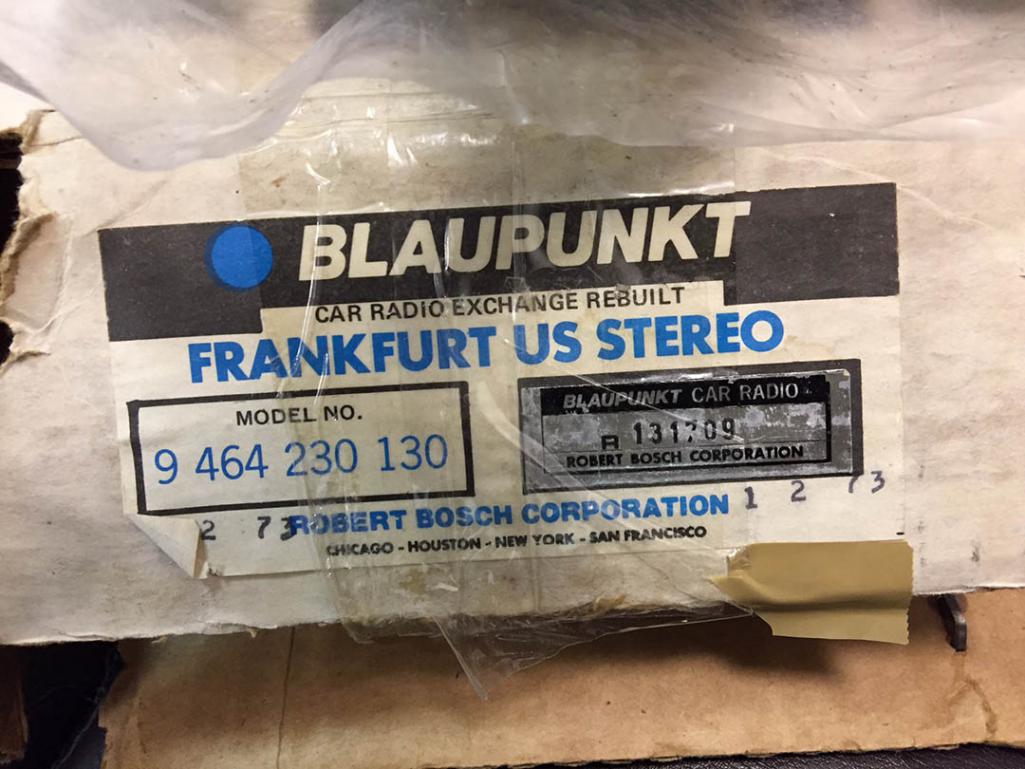 BLAUPUNKT
CAR RADIO EXCHANGE REBUILT
FRANKFURT US STEREO
MODEL NO.
9 464 230 130
BLAUPUNKT CAR RADIO
R 131709
ROBERT BOSCH CORPORATION
1 2 73
2 73
ROBERT BOSCH CORPORATION
CHICAGO - HOUSTON - NEW YORK - SAN FRANCISCO